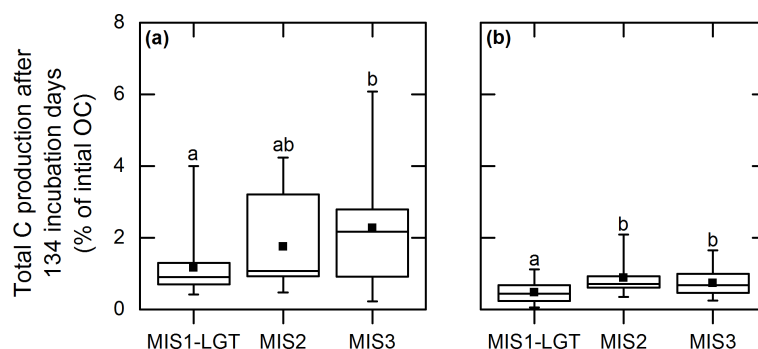 Total C production after
134 incubation days
(% of intial OC)
8
6
4
2
0
(a)
a
ab
b
MIS1-LGT MIS2 MIS3
(b)
a
b
b
MIS1-LGT MIS2 MIS3